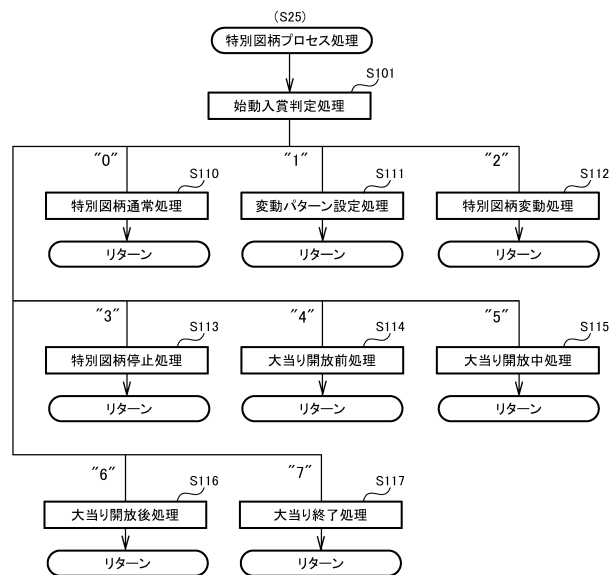 (S25)
特別図柄プロセス処理
S101
始動入賞判定処理
"0"
S110
"1"
S111
"2"
S112
特別図柄通常処理
変動パターン設定処理
特別図柄変動処理
リターン
リターン
リターン
"3"
S113
"4"
S114
"5"
S115
特別図柄停止処理
大当り開放前処理
大当り開放中処理
リターン
リターン
リターン
"6"
S116
"7"
S117
大当り開放後処理
大当り終了処理
リターン
リターン